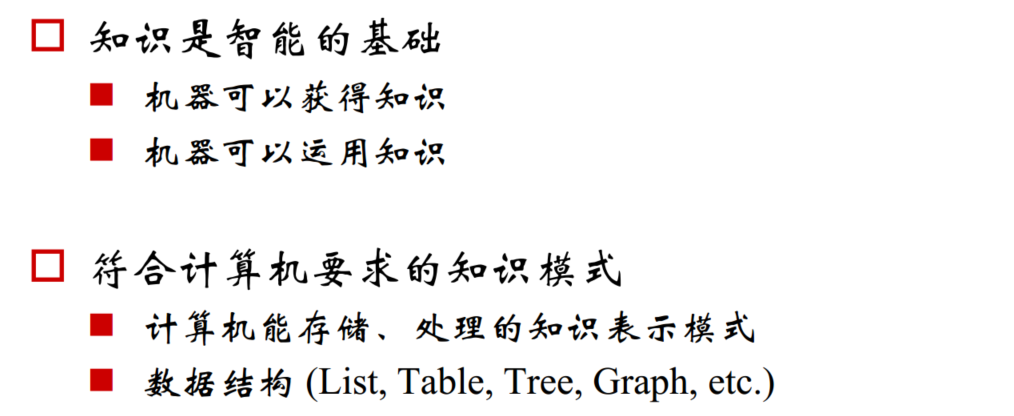 知识是智能的基础
机器可以获得知识
机器可以运用知识
符合计算机要求的知识模式
计算机能存储、处理的知识表示模式
数据结构 (List, Table, Tree, Graph, etc.)